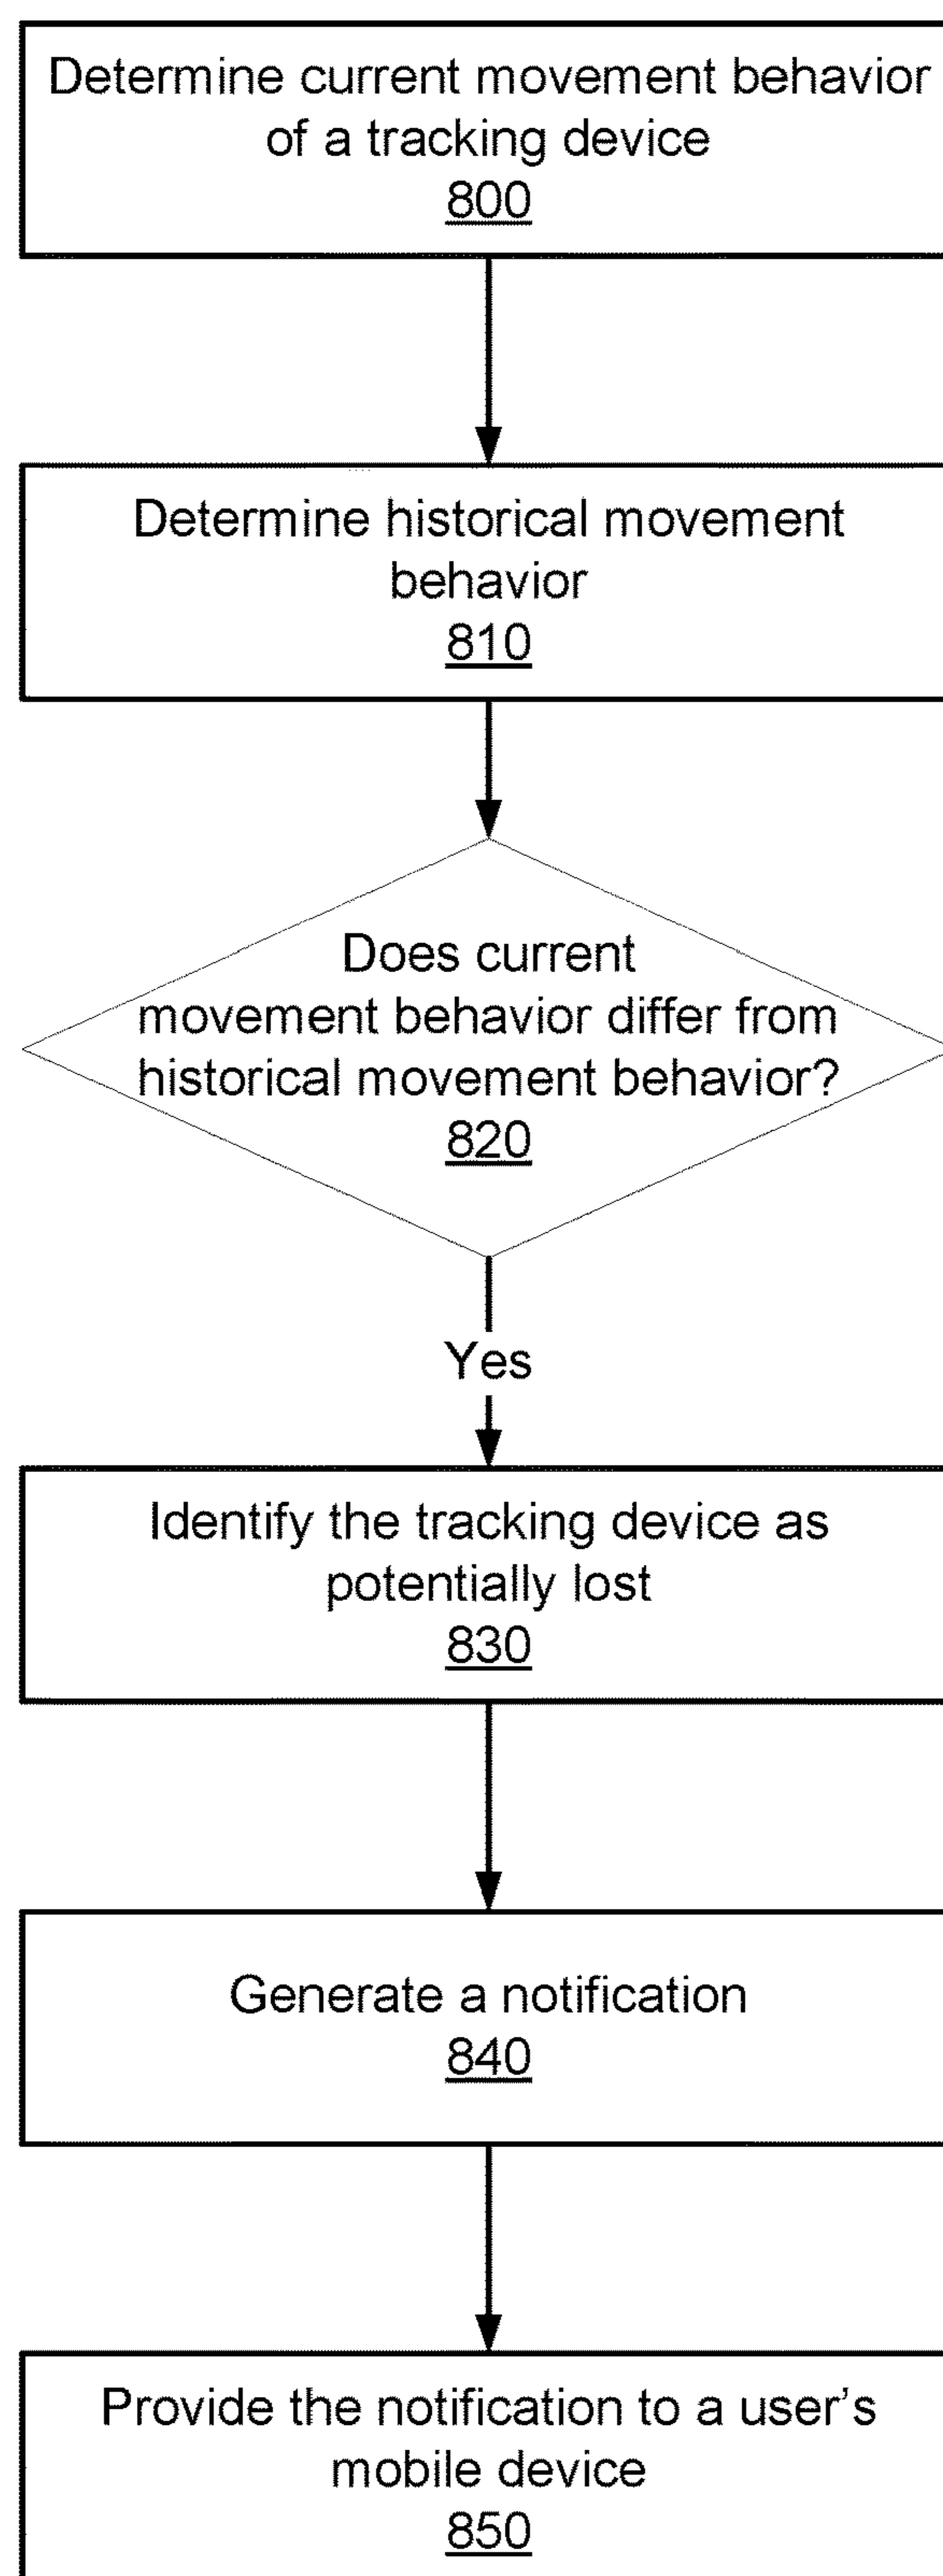 Determine current movement behavior
of a tracking device
800
Determine historical movement
behavior
810
Does current
movement behavior differ from
historical movement behavior?
820
Yes
Identify the tracking device as
potentially lost
830
Generate a notification
840
Provide the notification to a user's
mobile device
850